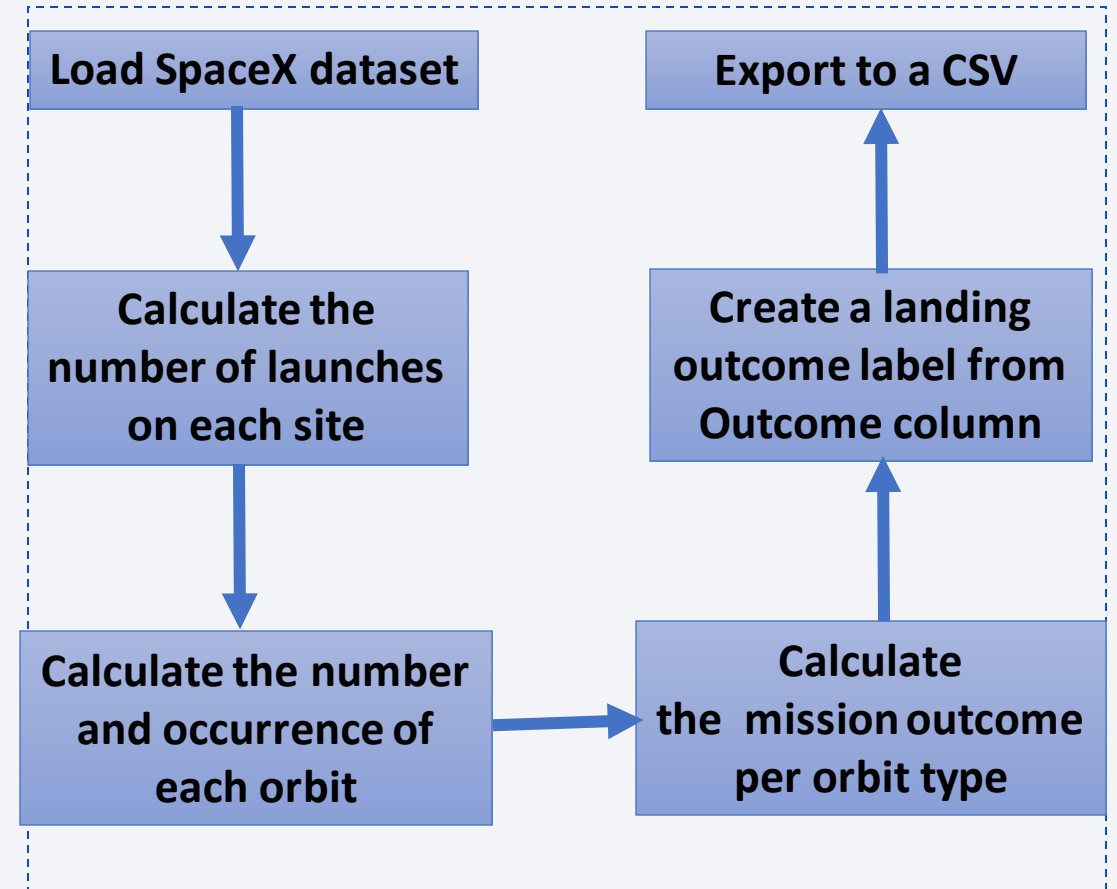 Load SpaceX dataset
Calculate the
number of launches
on each site
Calculate the number
and occurrence of
each orbit
Calculate
the mission outcome
per orbit type
Create a landing
outcome label from
Outcome column
Export to a CSV